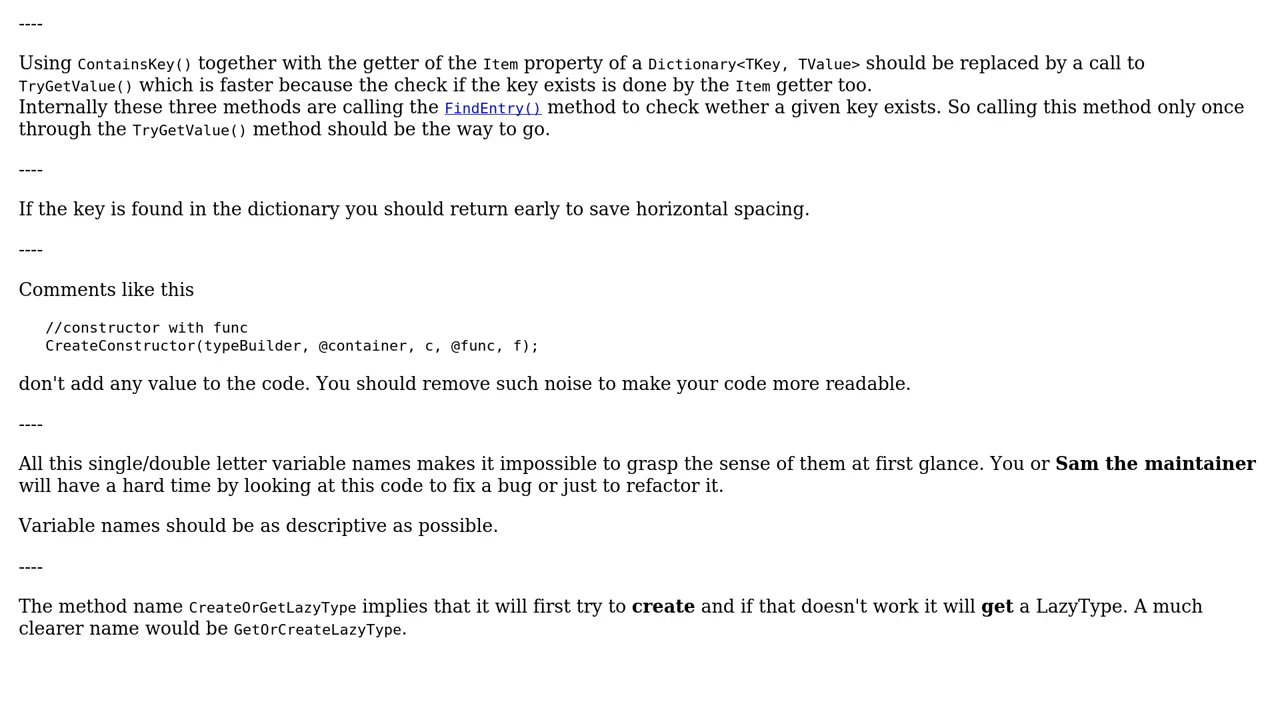 ----
Using ContainsKey() together with the getter of the Item property of a Dictionary<TKey, TValue> should be replaced by a call to
TryGetValue() which is faster because the check if the key exists is done by the Item getter too.
Internally these three methods are calling the FindEntry() method to check wether a given key exists. So calling this method only once
through the TryGetValue() method should be the way to go.
----
If the key is found in the dictionary you should return early to save horizontal spacing.
----
Comments like this
//constructor with func
CreateConstructor(typeBuilder, @container, c, @func, f);
don't add any value to the code. You should remove such noise to make your code more readable.
----
All this single/double letter variable names makes it impossible to grasp the sense of them at first glance. You or Sam the maintainer
will have a hard time by looking at this code to fix a bug or just to refactor it.
Variable names should be as descriptive as possible.
----
The method name CreateOrGetLazyType implies that it will first try to create and if that doesn't work it will get a LazyType. A much
clearer name would be GetOrCreateLazyType.